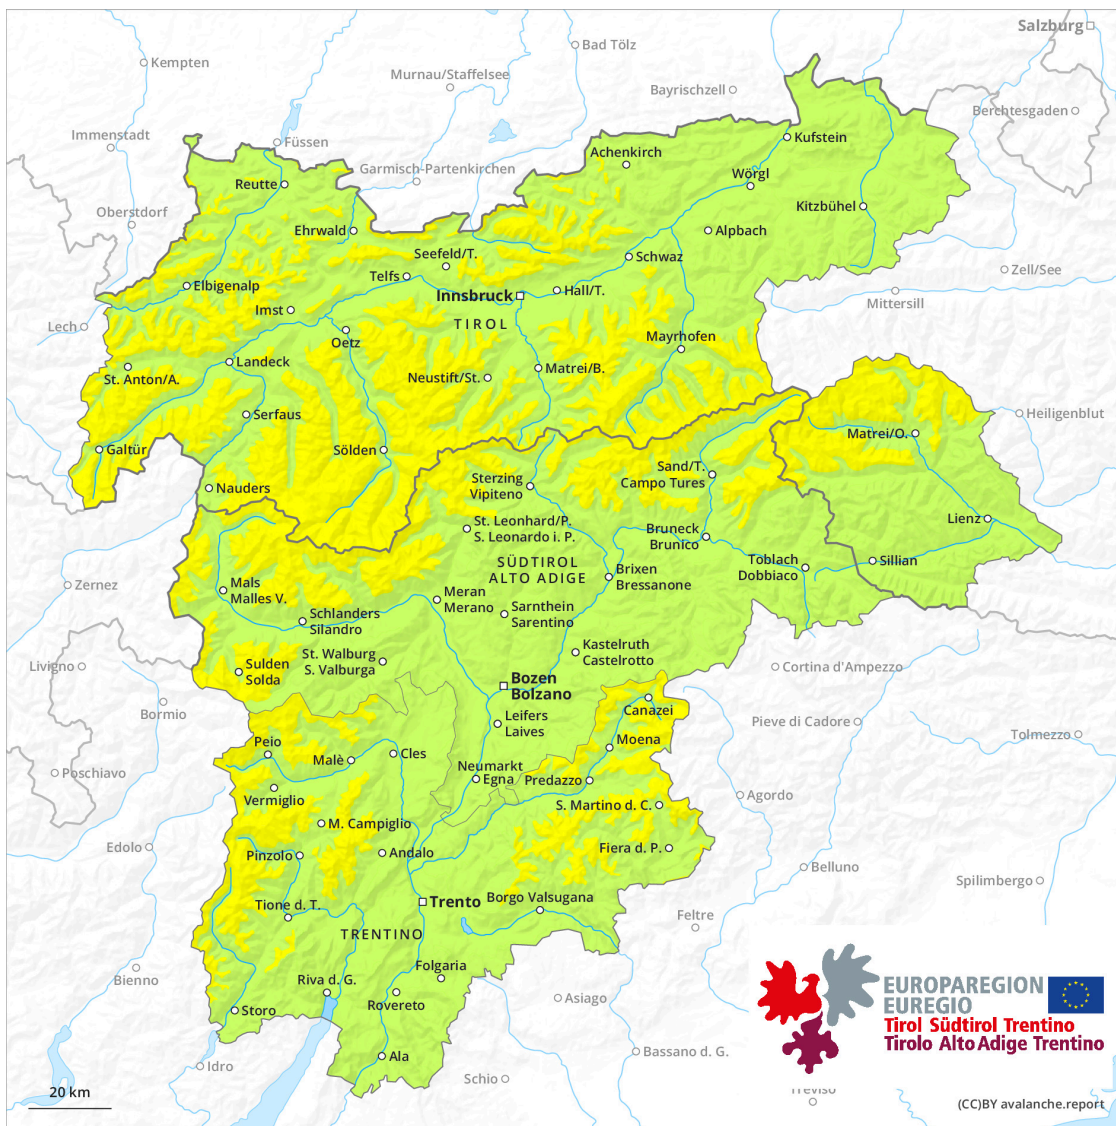 Salzburg
Bad Tölz
Kempten
Murnau/Staffelsee
Bayrischzell
Berchtesgaden
Immenstadt
Füssen
Kufstein
Achenkirch
Garmisch-Partenkirchen
Wörgl
Reutte
Oberstdorf
Kitzbühel
Ehrwald
Alpbach
Seefeld/T.
Schwaz
Zell/See
Telfs
Elbigenalp
Hall/T.
Innsbruck
Mittersill
Imst
Lech
TIROL
Oetz
Mayrhofen
Landeck
Matrei/B.
St. Anton/A.
Neustift/St.
Serfaus
Heiligenblut
Matrei/O.
Galtür
Sölden
Sand/T.
Campo Tures
Sterzing
Vipiteno
Nauders
St. Leonhard/P.
S. Leonardo i. P.
Lienz
Bruneck
Brunico
SÜDTIROL
ALTO ADIGE
Toblach
Dobbiaco
Sillian
Brixen
Bressanone
Zernez
Mals
Malles V.
Meran
Merano
Sarnthein
Sarentino
Schlanders
Silandro
Kastelruth
Castelrotto
St. Walburg
S. Valburga
Livigno
Sulden
Solda
Cortina d'Ampezzo
Bozen
Bolzano
Bormio
Canazei
Leifers
Laives
Pieve di Cadore
Tolmezzo
Peio
Moena
Malè
Cles
Poschiavo
Neumarkt
Egna
Predazzo
Vermiglio
Agordo
S. Martino d. C.
M. Campiglio
Edolo
Pinzolo
Andalo
Fiera d. P.
Belluno
Spilimbergo
Borgo Valsugana
Trento
Tione d. T.
Feltre
TRENTINO
Folgaria
Bienno
Riva d. G.
Rovereto
Asiago
Storo
EUROPAREGION
EUREGIO
Tirol Südtirol Trentino
Tirolo Alto Adige Trentino
Ala
Bassano d. G.
Idro
Schio
Treviso
20 km
(CC)BY avalanche.report